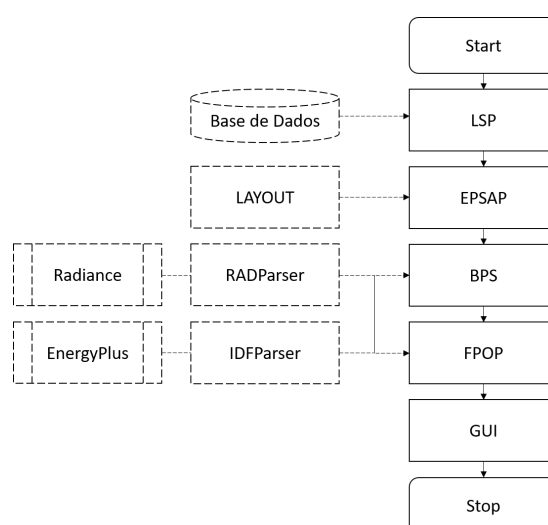 Start
Base de Dados
LSP
LAYOUT
EPSAP
Radiance
RADParser
BPS
EnergyPlus
IDFParser
FPOP
GUI
Stop